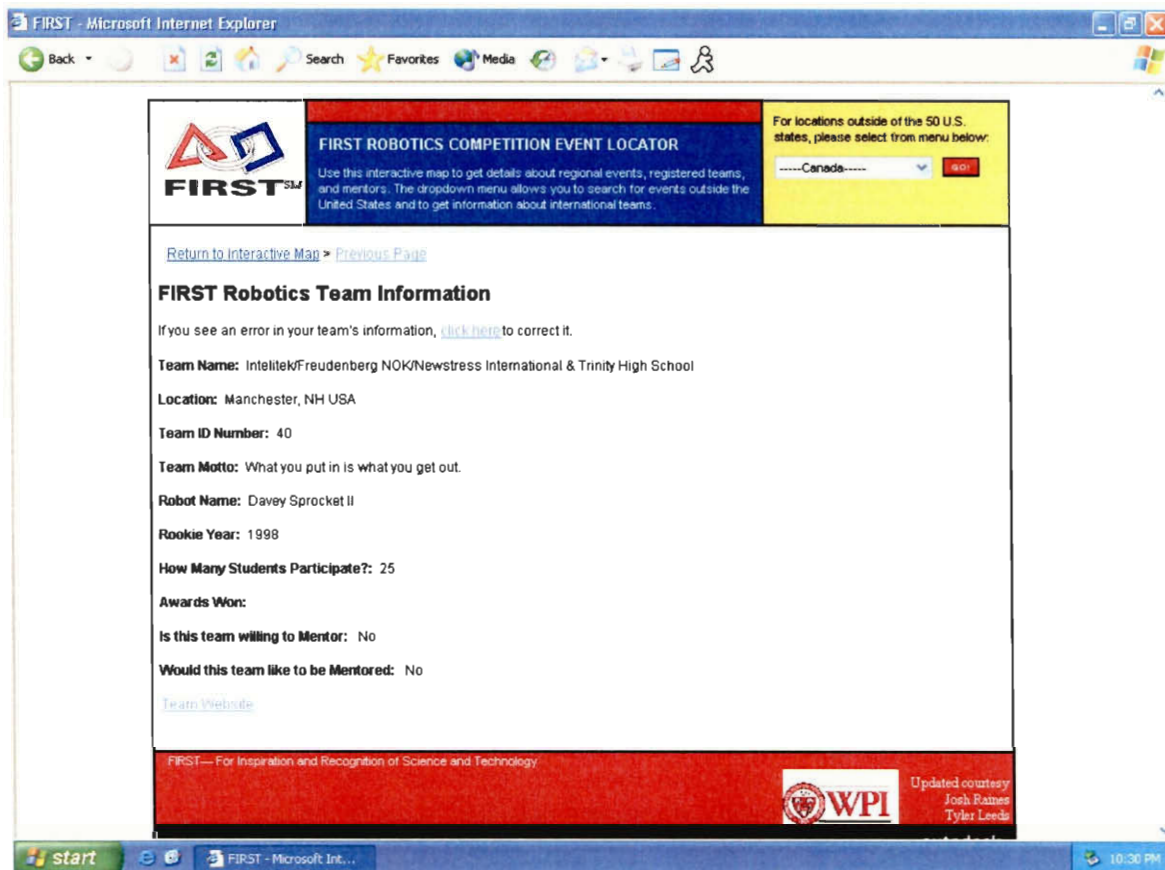 FIRST - Microsoft Internet Explorer
Back Search Favorites Media
FIRST SM
FIRST ROBOTICS COMPETITION EVENT LOCATOR
Use this interactive map to get details about regional events, registered teams,
and mentors. The dropdown menu allows you to search for events outside the
United States and to get information about international teams.
For locations outside of the 50 U.S.
states, please select from menu below:
-----Canada----- GO!
Return to Interactive Map > Previous Page
FIRST Robotics Team Information
If you see an error in your team's information, click here to correct it.
Team Name: Intelitek/Freudenberg NOK/Newstress International & Trinity High School
Location: Manchester, NH USA
Team ID Number: 40
Team Motto: What you put in is what you get out.
Robot Name: Davey Sprocket II
Rookie Year: 1998
How Many Students Participate?: 25
Awards Won:
Is this team willing to Mentor: No
Would this team like to be Mentored: No
Team Website
FIRST— For Inspiration and Recognition of Science and Technology
WPI
Updated courtesy
Josh Raines
Tyler Leeds
start FIRST - Microsoft Int... 10:30 PM